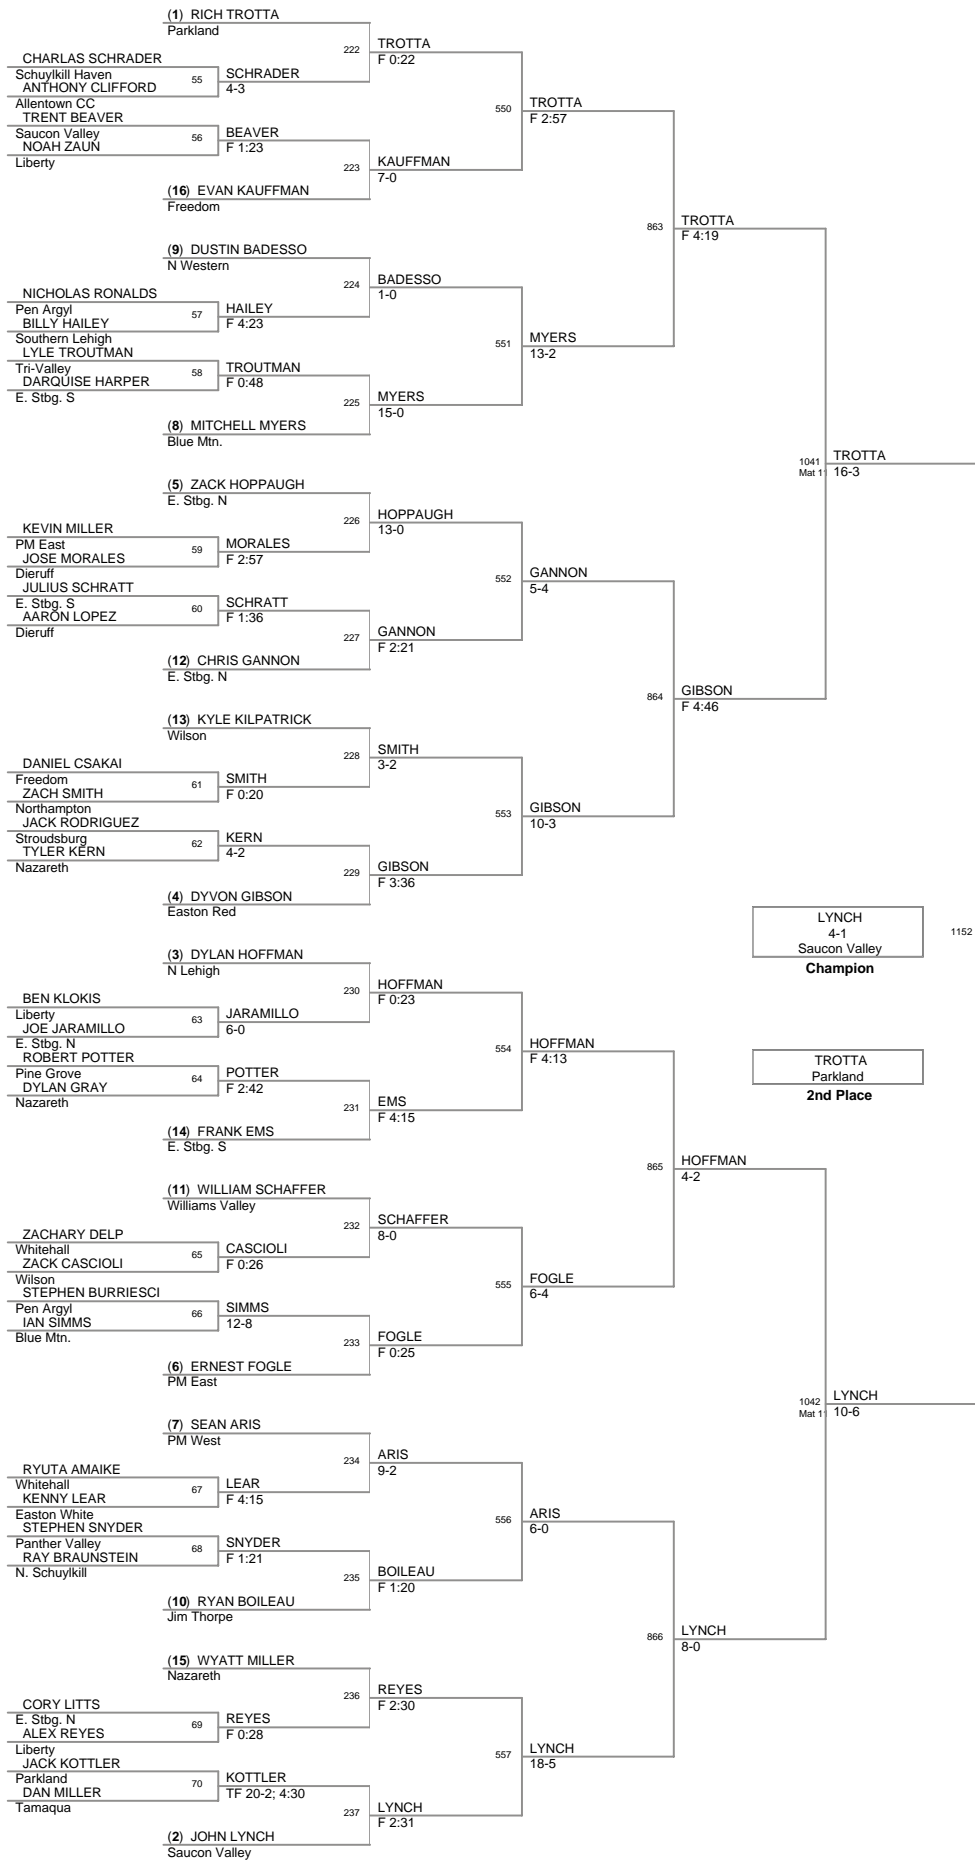 (1) RICH TROTTA
Parkland
222
TROTTA
F 0:22
CHARLAS SCHRADER
Schuylkill Haven
55
SCHRADER
4-3
ANTHONY CLIFFORD
Allentown CC
550
TROTTA
F 2:57
TRENT BEAVER
Saucon Valley
56
BEAVER
F 1:23
NOAH ZAUN
Liberty
223
KAUFFMAN
7-0
(16) EVAN KAUFFMAN
Freedom
863
TROTTA
F 4:19
(9) DUSTIN BADESSO
N Western
224
BADESSO
1-0
NICHOLAS RONALDS
Pen Argyl
57
HAILEY
F 4:23
BILLY HAILEY
Southern Lehigh
551
MYERS
13-2
LYLE TROUTMAN
Tri-Valley
58
TROUTMAN
F 0:48
DARQUISE HARPER
E. Stbg. S
225
MYERS
15-0
(8) MITCHELL MYERS
Blue Mtn.
1041
Mat 1
TROTTA
16-3
(5) ZACK HOPPAUGH
E. Stbg. N
226
HOPPAUGH
13-0
KEVIN MILLER
PM East
59
MORALES
F 2:57
JOSE MORALES
Dieruff
552
GANNON
5-4
JULIUS SCHRATT
E. Stbg. S
60
SCHRATT
F 1:36
AARON LOPEZ
Dieruff
227
GANNON
F 2:21
(12) CHRIS GANNON
E. Stbg. N
864
GIBSON
F 4:46
(13) KYLE KILPATRICK
Wilson
228
SMITH
3-2
DANIEL CSAKAI
Freedom
61
SMITH
F 0:20
ZACH SMITH
Northampton
553
GIBSON
10-3
JACK RODRIGUEZ
Stroudsburg
62
KERN
4-2
TYLER KERN
Nazareth
229
GIBSON
F 3:36
(4) DYVON GIBSON
Easton Red
LYNCH
4-1
Saucon Valley
Champion
1152
(3) DYLAN HOFFMAN
N Lehigh
230
HOFFMAN
F 0:23
BEN KLOKIS
Liberty
63
JARAMILLO
6-0
JOE JARAMILLO
E. Stbg. N
554
HOFFMAN
F 4:13
TROTTA
Parkland
2nd Place
ROBERT POTTER
Pine Grove
64
POTTER
F 2:42
DYLAN GRAY
Nazareth
231
EMS
F 4:15
(14) FRANK EMS
E. Stbg. S
865
HOFFMAN
4-2
(11) WILLIAM SCHAFFER
Williams Valley
232
SCHAFFER
8-0
ZACHARY DELP
Whitehall
65
CASCIOLI
F 0:26
ZACK CASCIOLI
Wilson
555
FOGLE
6-4
STEPHEN BURRIESCI
Pen Argyl
66
SIMMS
12-8
IAN SIMMS
Blue Mtn.
233
FOGLE
F 0:25
(6) ERNEST FOGLE
PM East
1042
Mat 1
LYNCH
10-6
(7) SEAN ARIS
PM West
234
ARIS
9-2
RYUTA AMAIKE
Whitehall
67
LEAR
F 4:15
KENNY LEAR
Easton White
556
ARIS
6-0
STEPHEN SNYDER
Panther Valley
68
SNYDER
F 1:21
RAY BRAUNSTEIN
N. Schuylkill
235
BOILEAU
F 1:20
(10) RYAN BOILEAU
Jim Thorpe
866
LYNCH
8-0
(15) WYATT MILLER
Nazareth
236
REYES
F 2:30
CORY LITTS
E. Stbg. N
69
REYES
F 0:28
ALEX REYES
Liberty
557
LYNCH
18-5
JACK KOTTLER
Parkland
70
KOTTLER
TF 20-2; 4:30
DAN MILLER
Tamaqua
237
LYNCH
F 2:31
(2) JOHN LYNCH
Saucon Valley